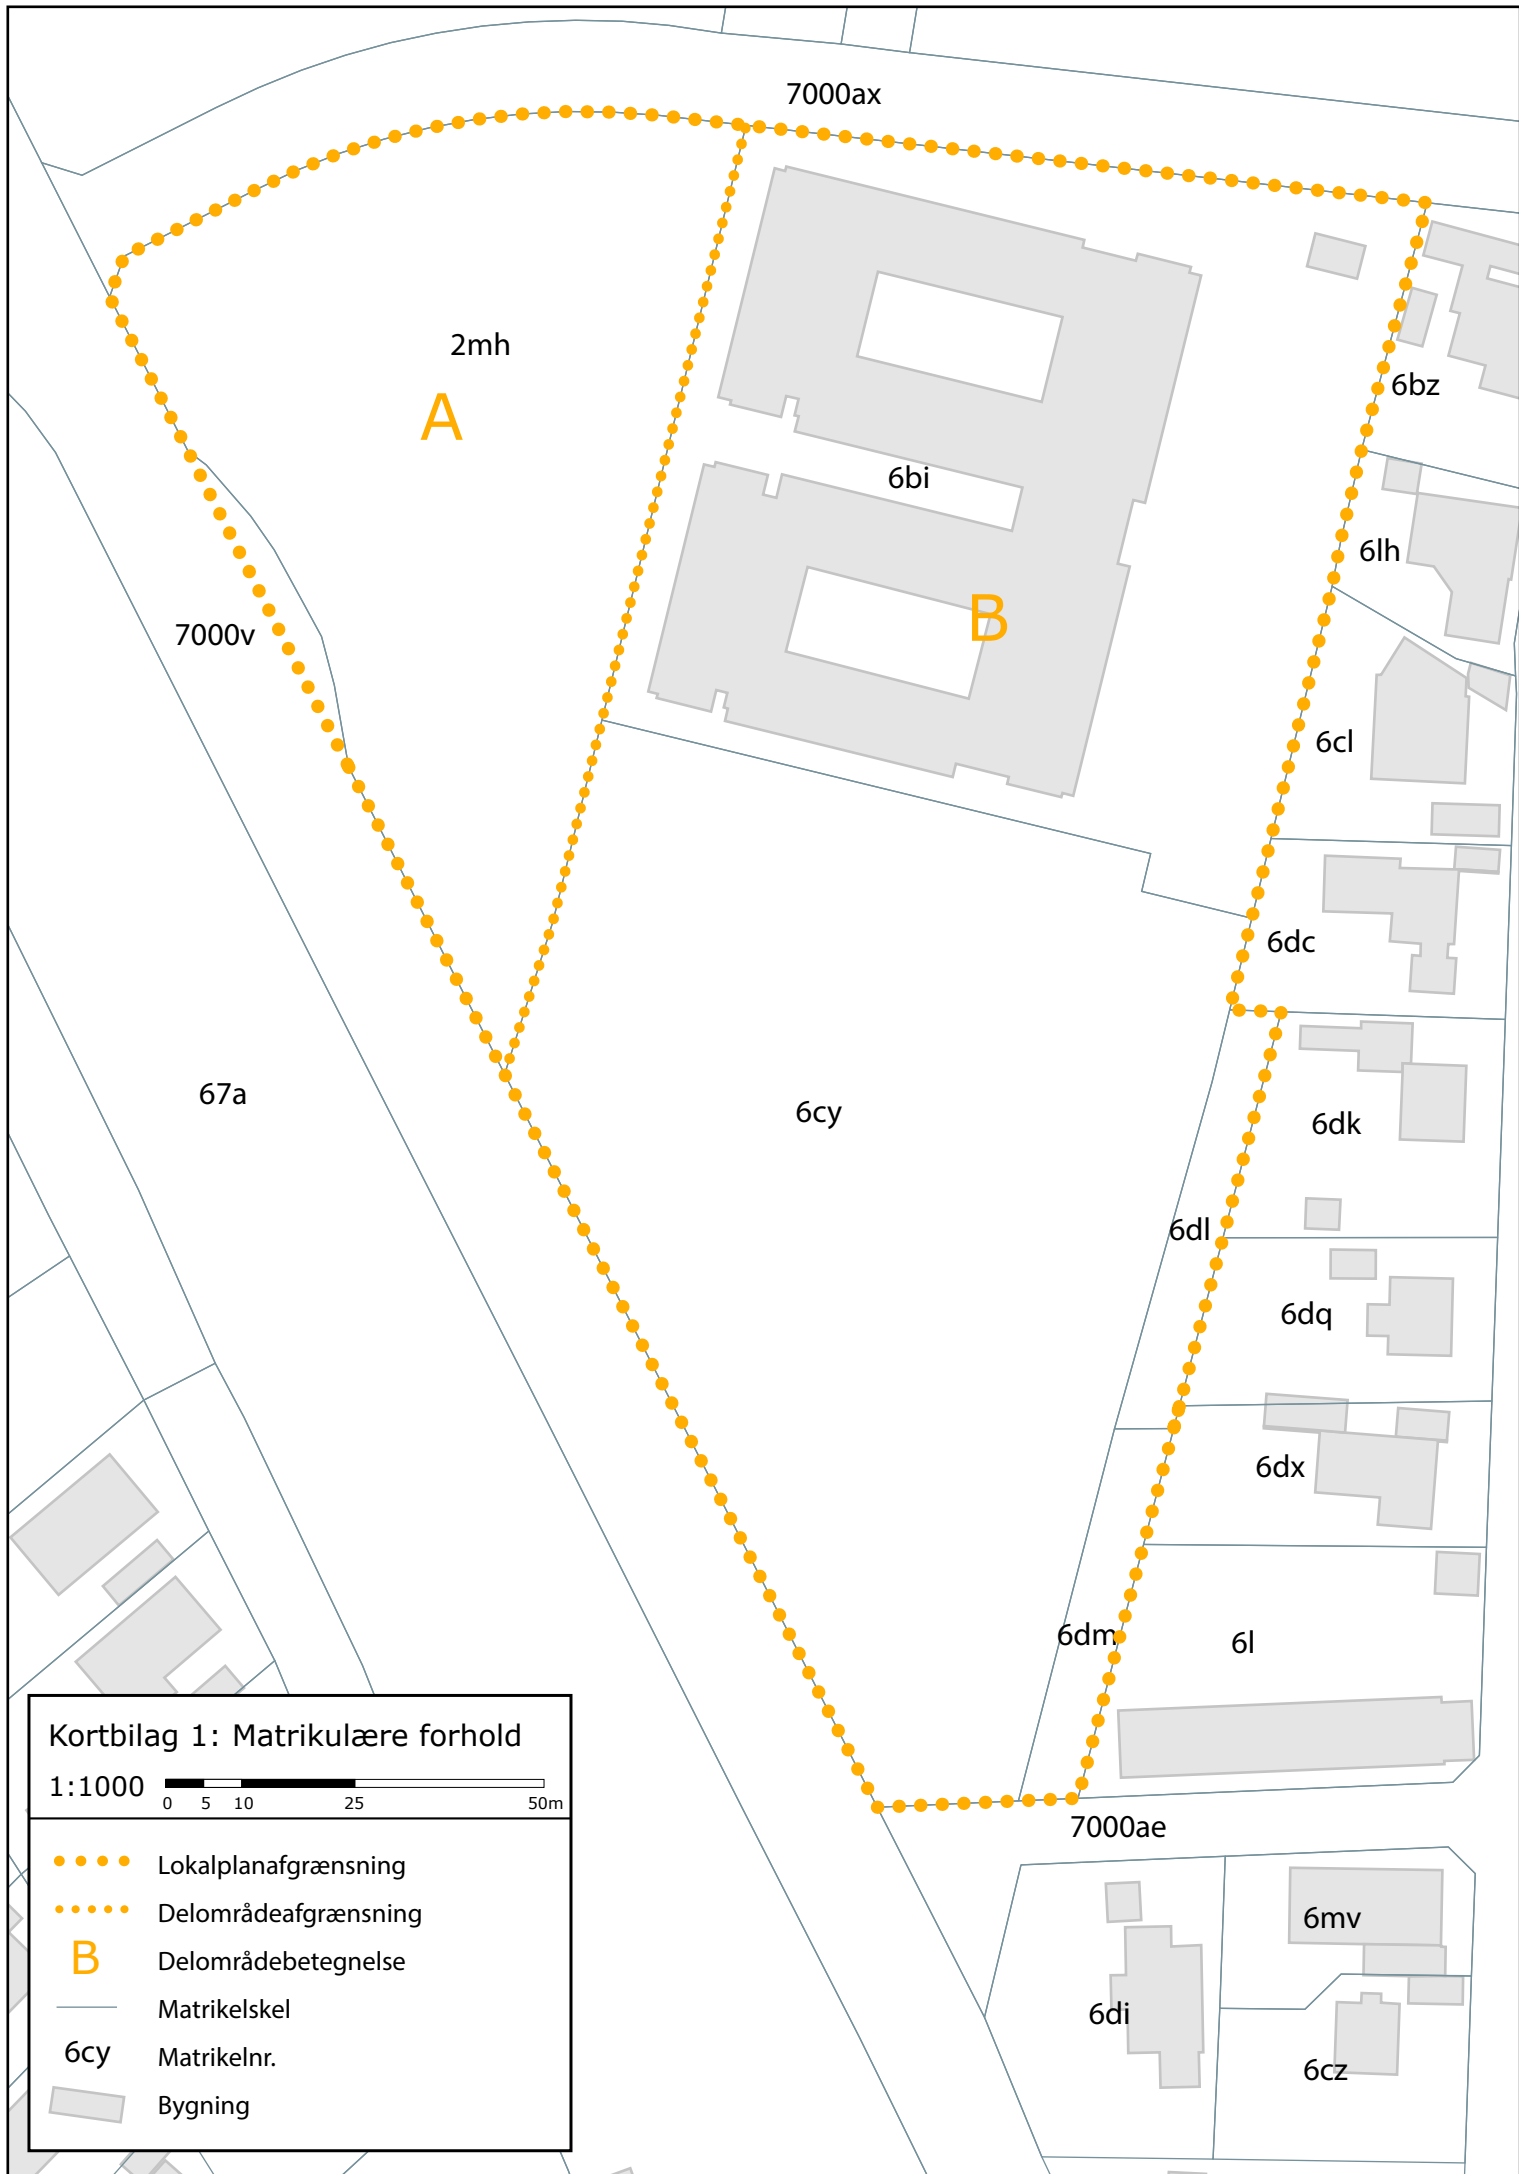 7000ax
2mh
A
6bz
6bi
6lh
B
7000v
6cl
6dc
67a
6cy
6dk
6dl
6dq
6dx
6dm
6l
Kortbilag 1: Matrikulære forhold
1:1000
0 5 10 25 50m
7000ae
Lokalplanafgrænsning
Delområdeafgrænsning
B Delområdebetegnelse
Matrikelskel
6cy Matrikelnr.
Bygning
6mv
6di
6cz